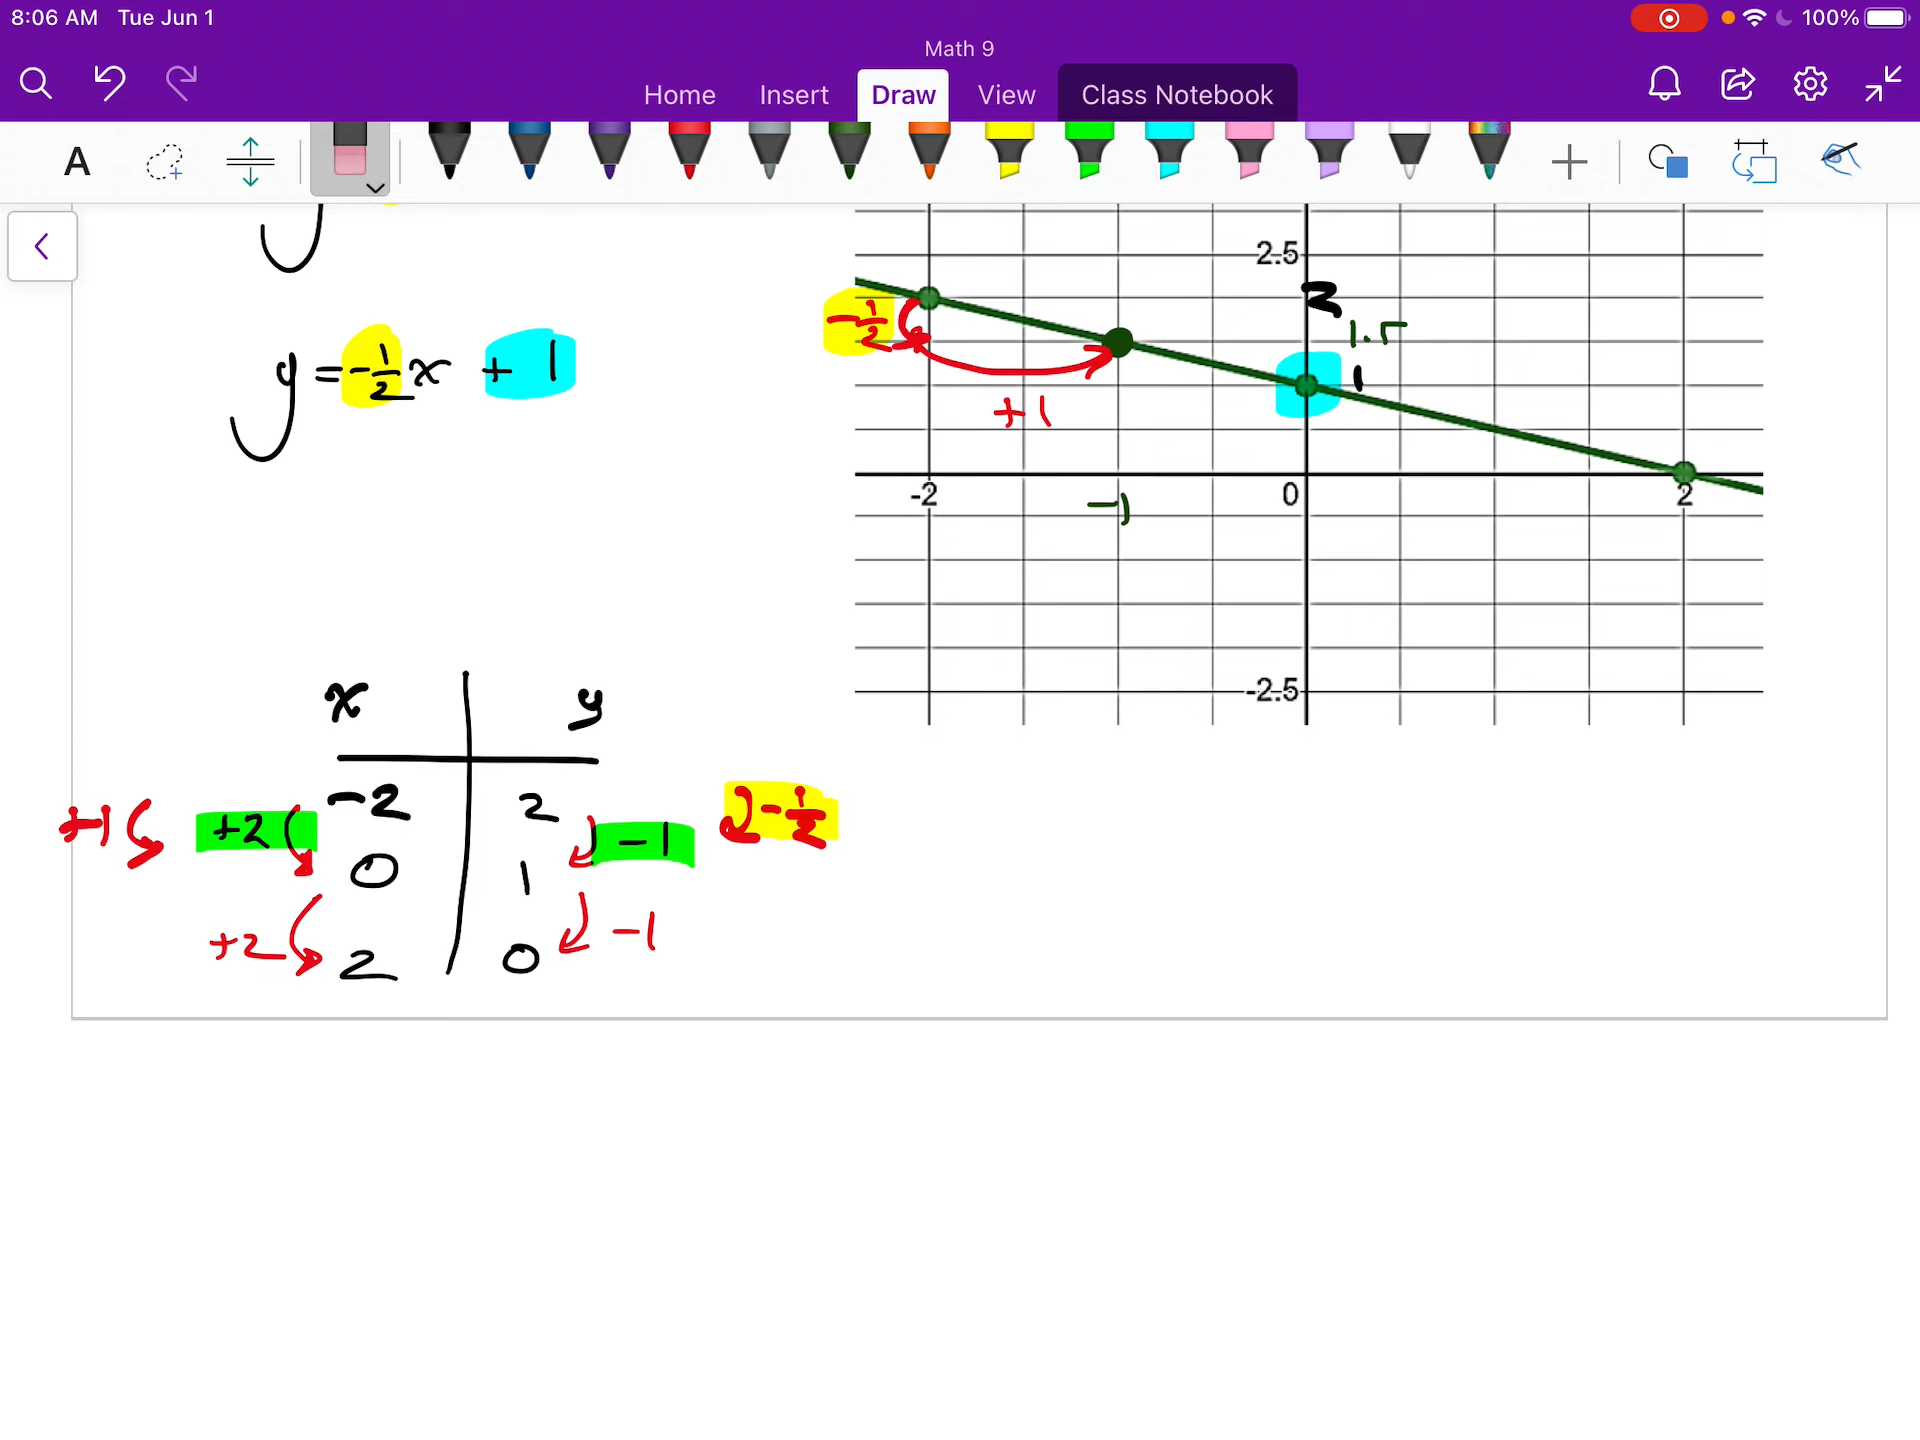 8:06 AM Tue Jun 1
100%
Math 9
Home Insert Draw View Class Notebook
A
y
y = -1/2 x + 1
2.5
2
1.5
1
-1/2
+1
-2 0 2
-1
-2.5
x y
-2 2
+1 +2 -1 -1/2
0 1
+2 -1
2 0